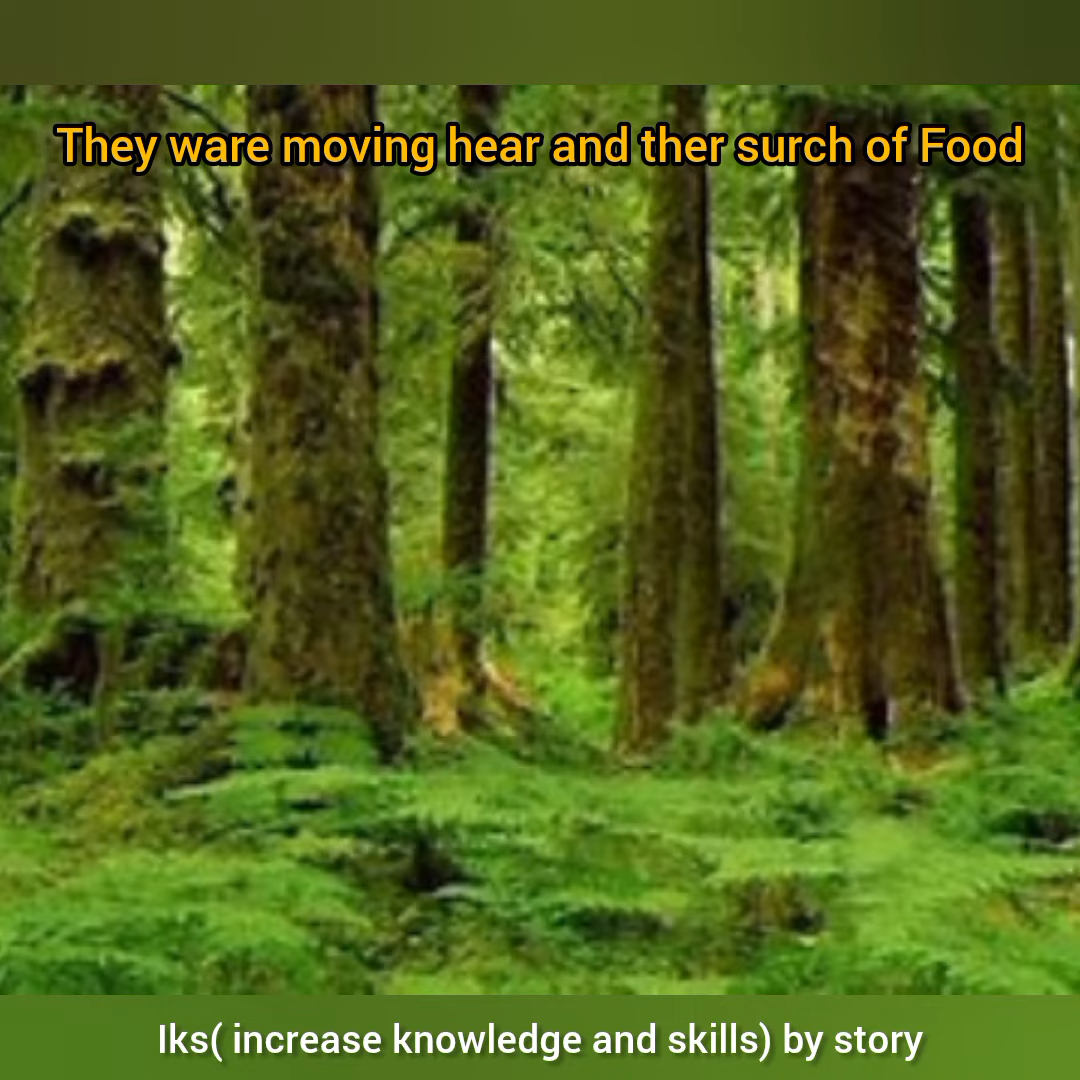 They ware moving hear and ther surch of Food
Iks( increase knowledge and skills) by story